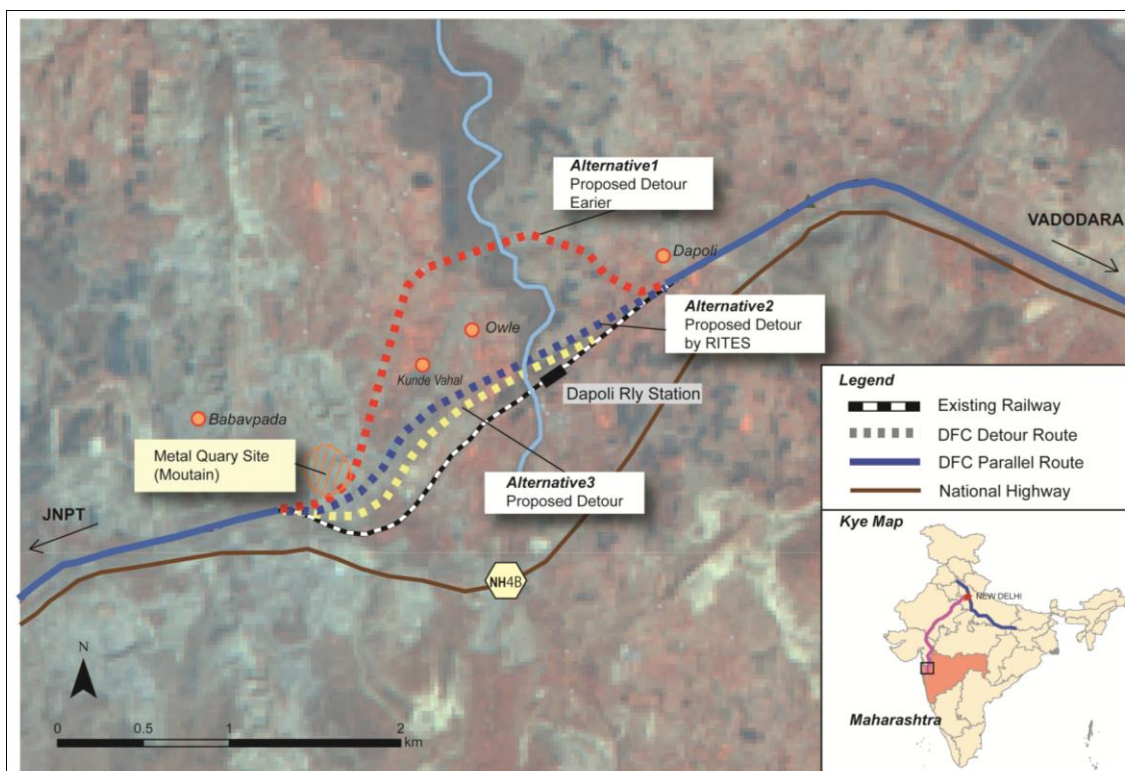 Alternative1
Proposed Detour
Earier
VADODARA
Dapoli
Alternative2
Proposed Detour
by RITES
Owle
Kunde Vahal
Dapoli Rly Station
Babavpada
Metal Quary Site
(Moutain)
Alternative3
Proposed Detour
JNPT
NH4B
N
0 0.5 1 2
km
Legend
Existing Railway
DFC Detour Route
DFC Parallel Route
National Highway
Kye Map
NEW DELHI
Maharashtra